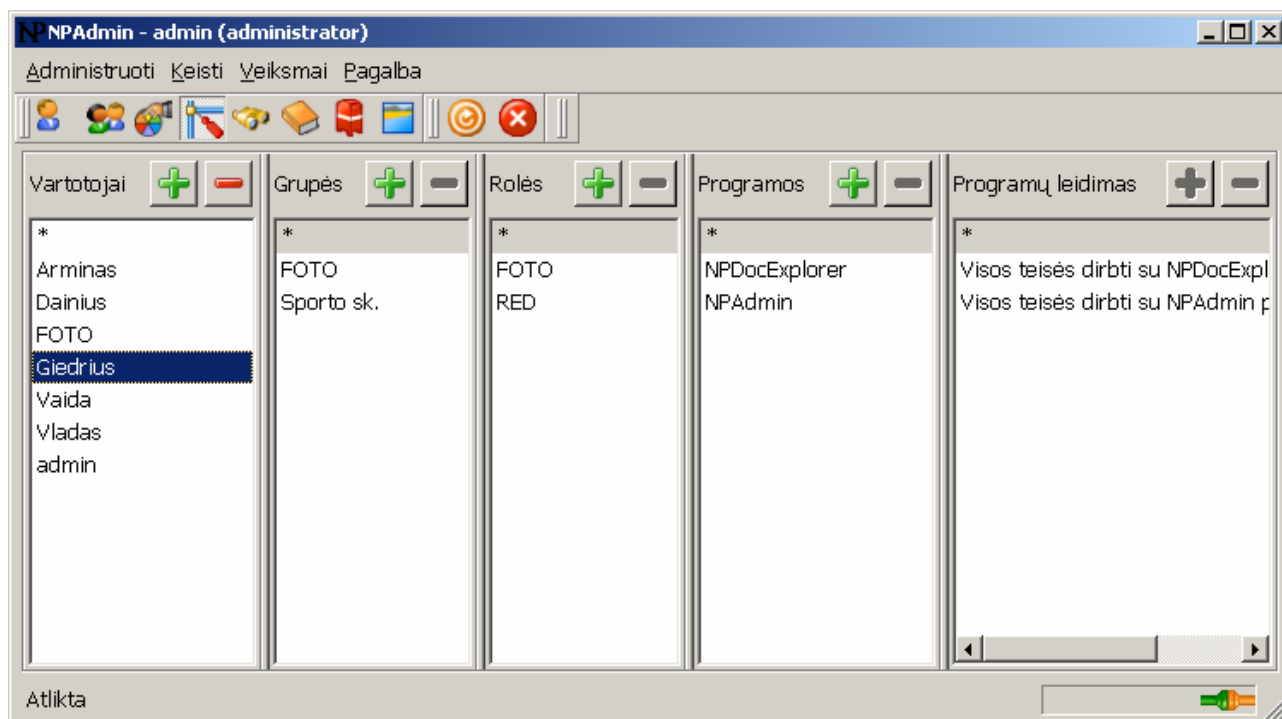 NPAdmin - admin (administrator)
Administruoti Keisti Veiksmai Pagalba
Vartotojai
*
Arminas
Dainius
FOTO
Giedrius
Vaida
Vladas
admin
Grupės
*
FOTO
Sporto sk.
Rolės
*
FOTO
RED
Programos
*
NPDocExplorer
NPAdmin
Programų leidimas
*
Visos teisės dirbti su NPDocExpl
Visos teisės dirbti su NPAdmin p
Atlikta